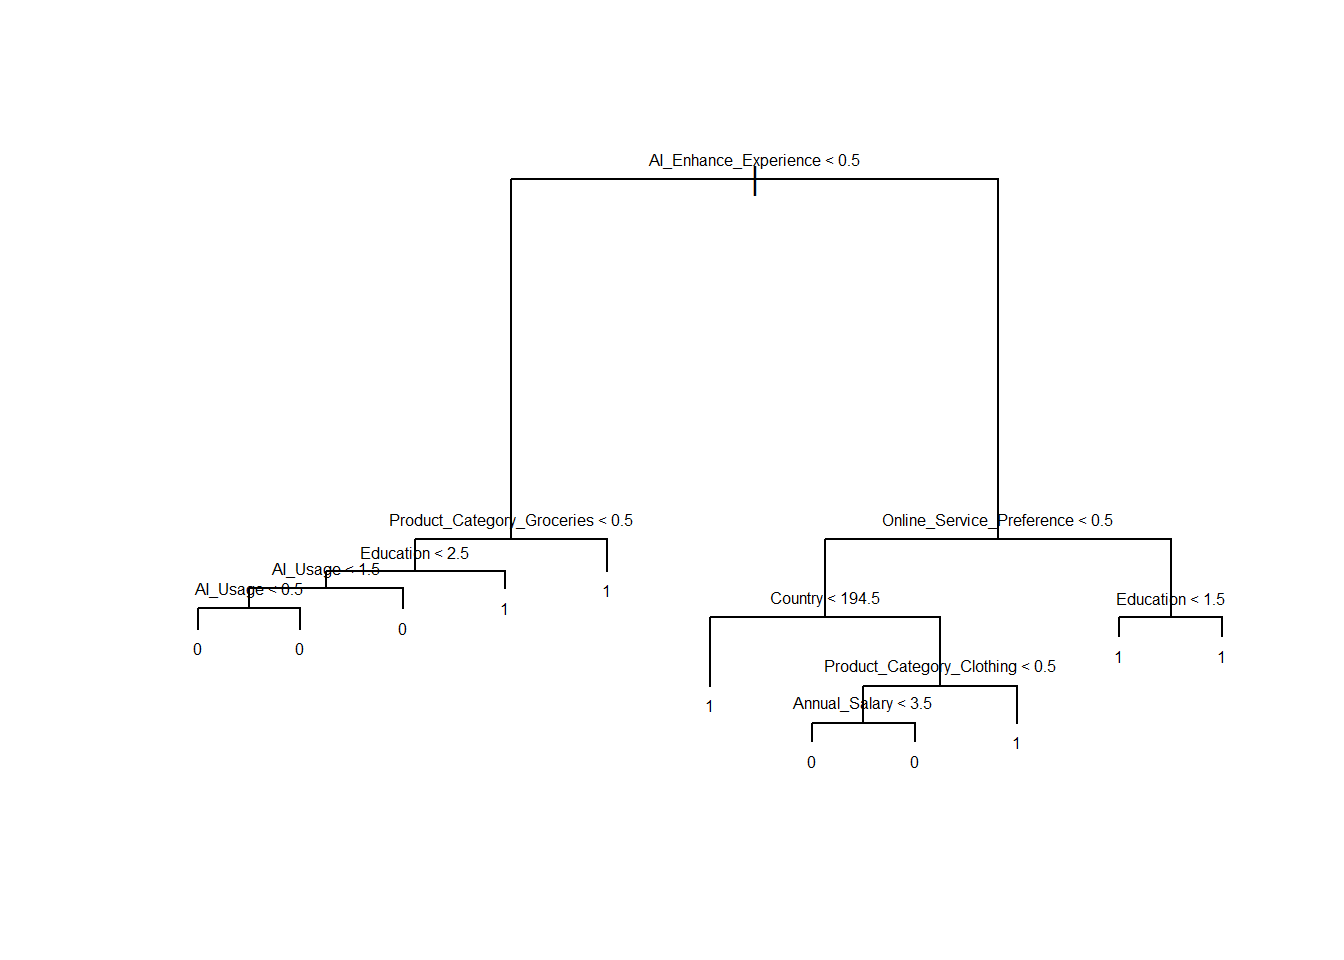 AI_Enhance_Experience < 0.5
Product_Category_Groceries < 0.5
Online_Service_Preference < 0.5
Education < 2.5
AI_Usage < 1.5
AI_Usage < 0.5
1
Country < 194.5
Education < 1.5
1
0
0
0
1
1
Product_Category_Clothing < 0.5
Annual_Salary < 3.5
1
1
0
0